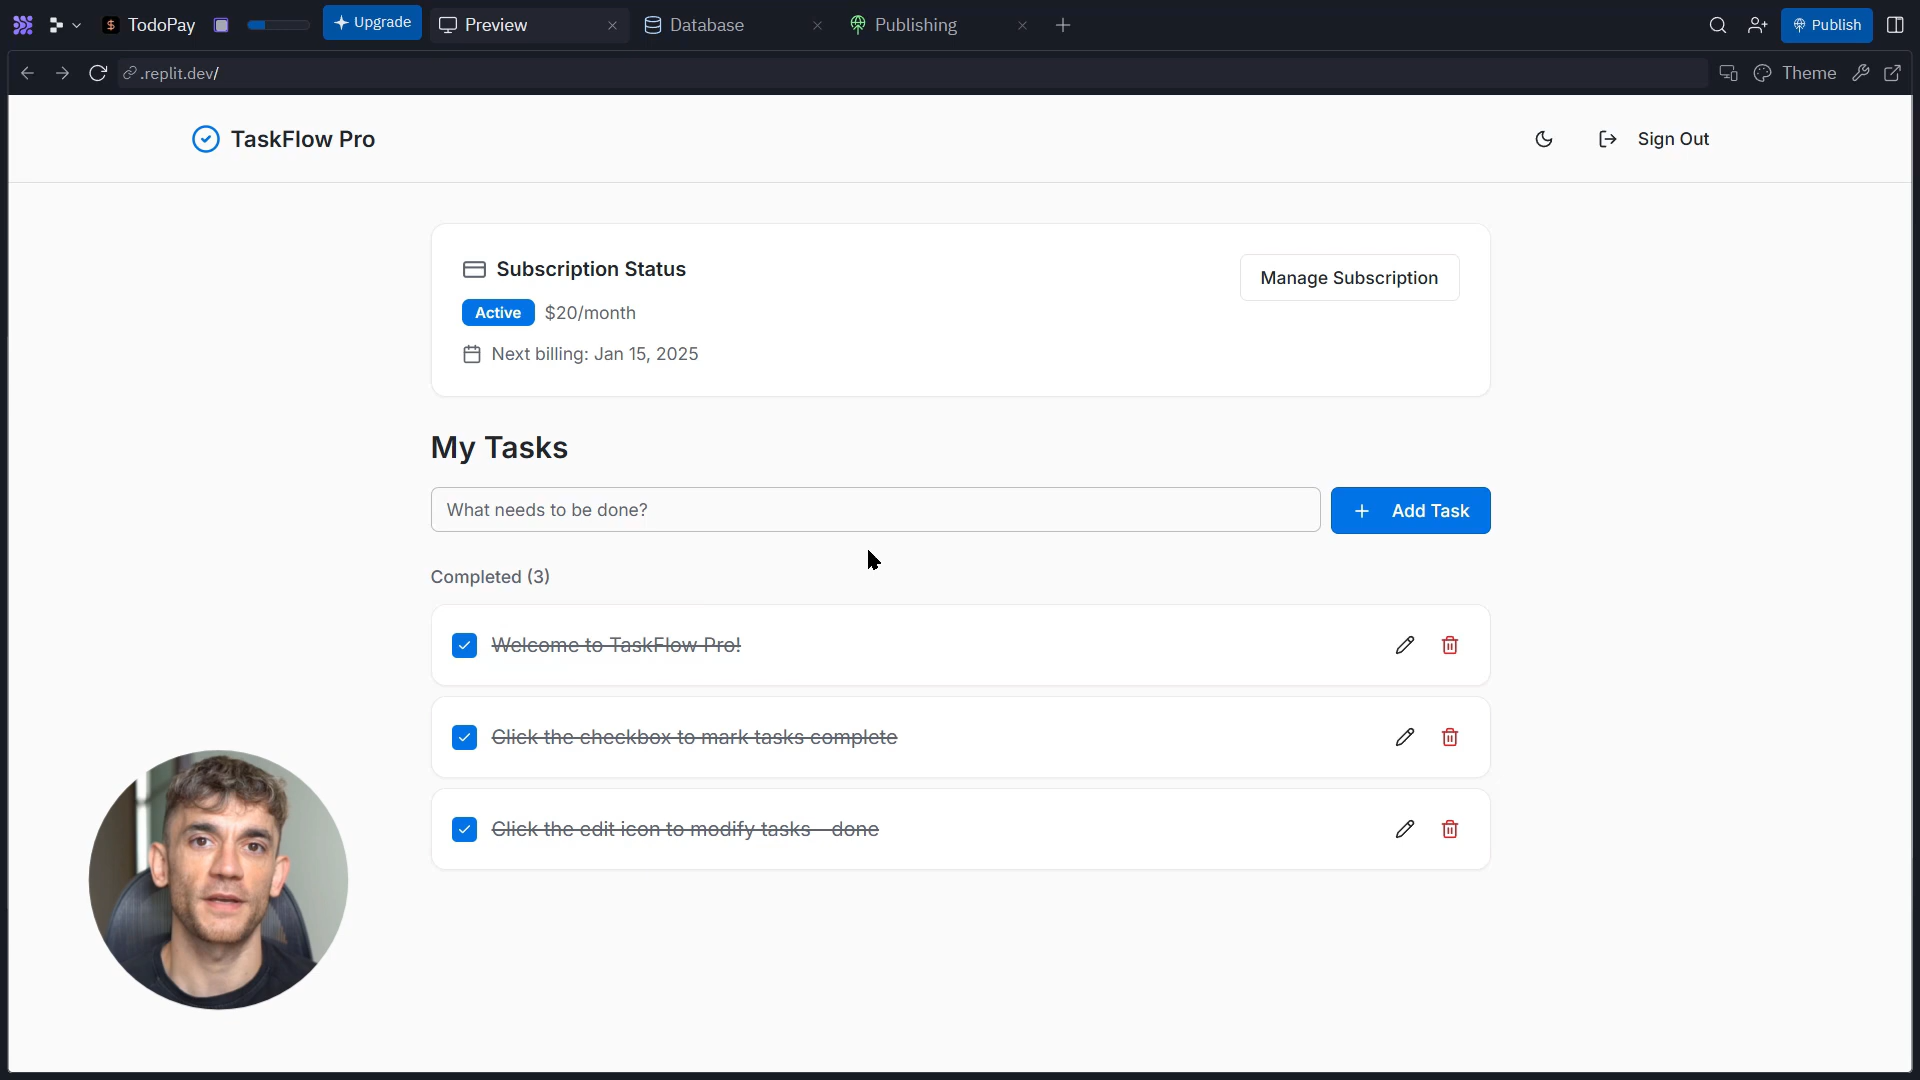 TodoPay
Upgrade
Preview
Database
Publishing
Publish
.replit.dev/
Theme
TaskFlow Pro
Sign Out
Subscription Status
Manage Subscription
Active
$20/month
Next billing: Jan 15, 2025
My Tasks
What needs to be done?
Add Task
Completed (3)
Welcome to TaskFlow Pro!
Click the checkbox to mark tasks complete
Click the edit icon to modify tasks - done